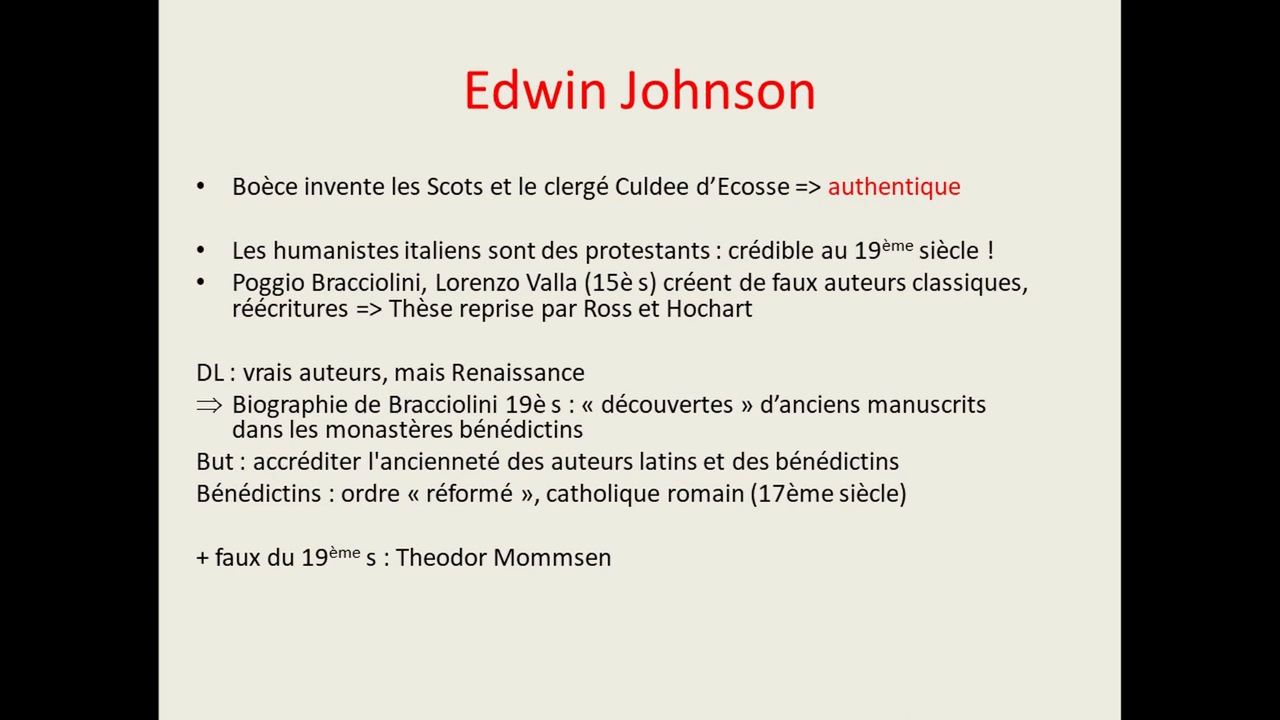 Edwin Johnson
• Boèce invente les Scots et le clergé Culdee d’Ecosse => authentique
• Les humanistes italiens sont des protestants : crédible au 19ème siècle !
• Poggio Bracciolini, Lorenzo Valla (15è s) créent de faux auteurs classiques,
réécritures => Thèse reprise par Ross et Hochart
DL : vrais auteurs, mais Renaissance
⇒ Biographie de Bracciolini 19è s : « découvertes » d’anciens manuscrits
dans les monastères bénédictins
But : accréditer l'ancienneté des auteurs latins et des bénédictins
Bénédictins : ordre « réformé », catholique romain (17ème siècle)
+ faux du 19ème s : Theodor Mommsen